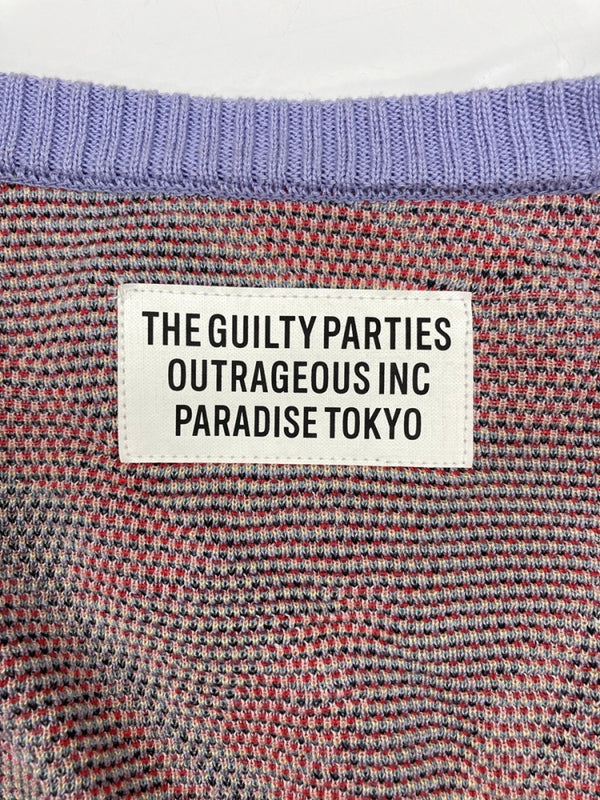 THE GUILTY PARTIES
OUTRAGEOUS INC
PARADISE TOKYO